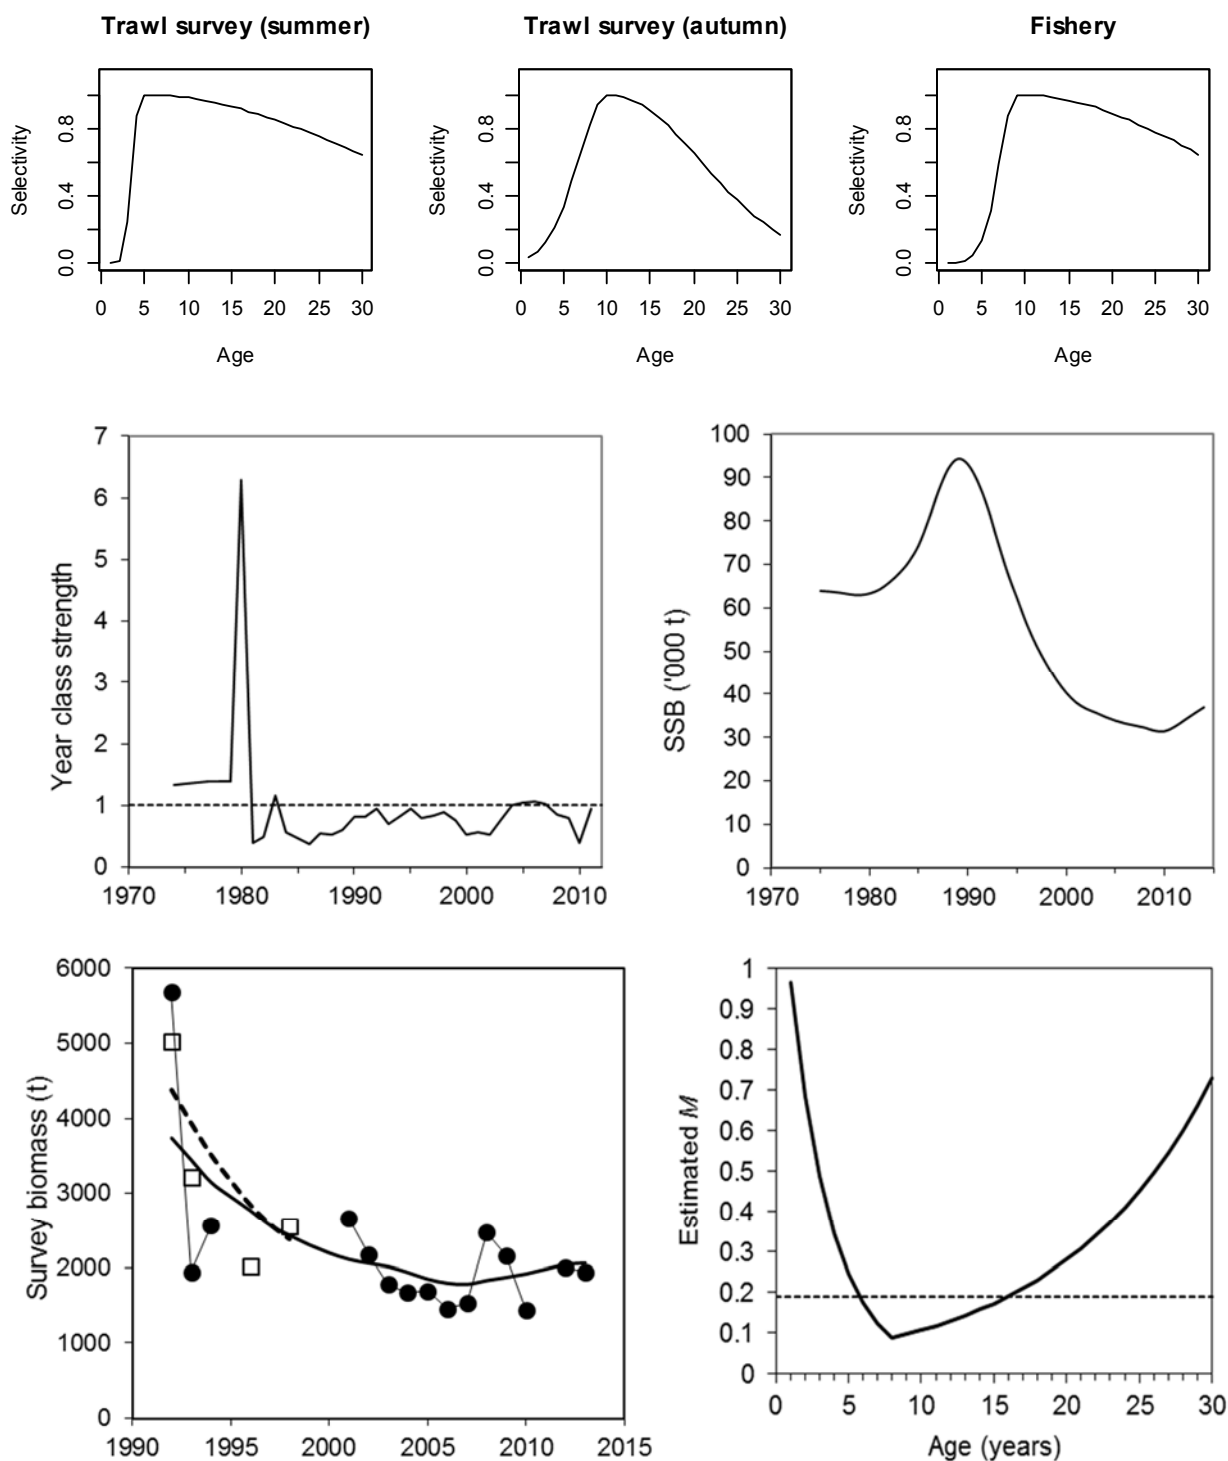 Trawl survey (summer)
Trawl survey (autumn)
Fishery
Selectivity
0.0 0.4 0.8
0 5 10 15 20 25 30
Age
Selectivity
0.0 0.4 0.8
0 5 10 15 20 25 30
Age
Selectivity
0.0 0.4 0.8
0 5 10 15 20 25 30
Age
Year class strength
7
6
5
4
3
2
1
0
1970 1980 1990 2000 2010
SSB ('000 t)
100
90
80
70
60
50
40
30
20
10
0
1970 1980 1990 2000 2010
Survey biomass (t)
6000
5000
4000
3000
2000
1000
0
1990 1995 2000 2005 2010 2015
Estimated M
1
0.9
0.8
0.7
0.6
0.5
0.4
0.3
0.2
0.1
0
0 5 10 15 20 25 30
Age (years)